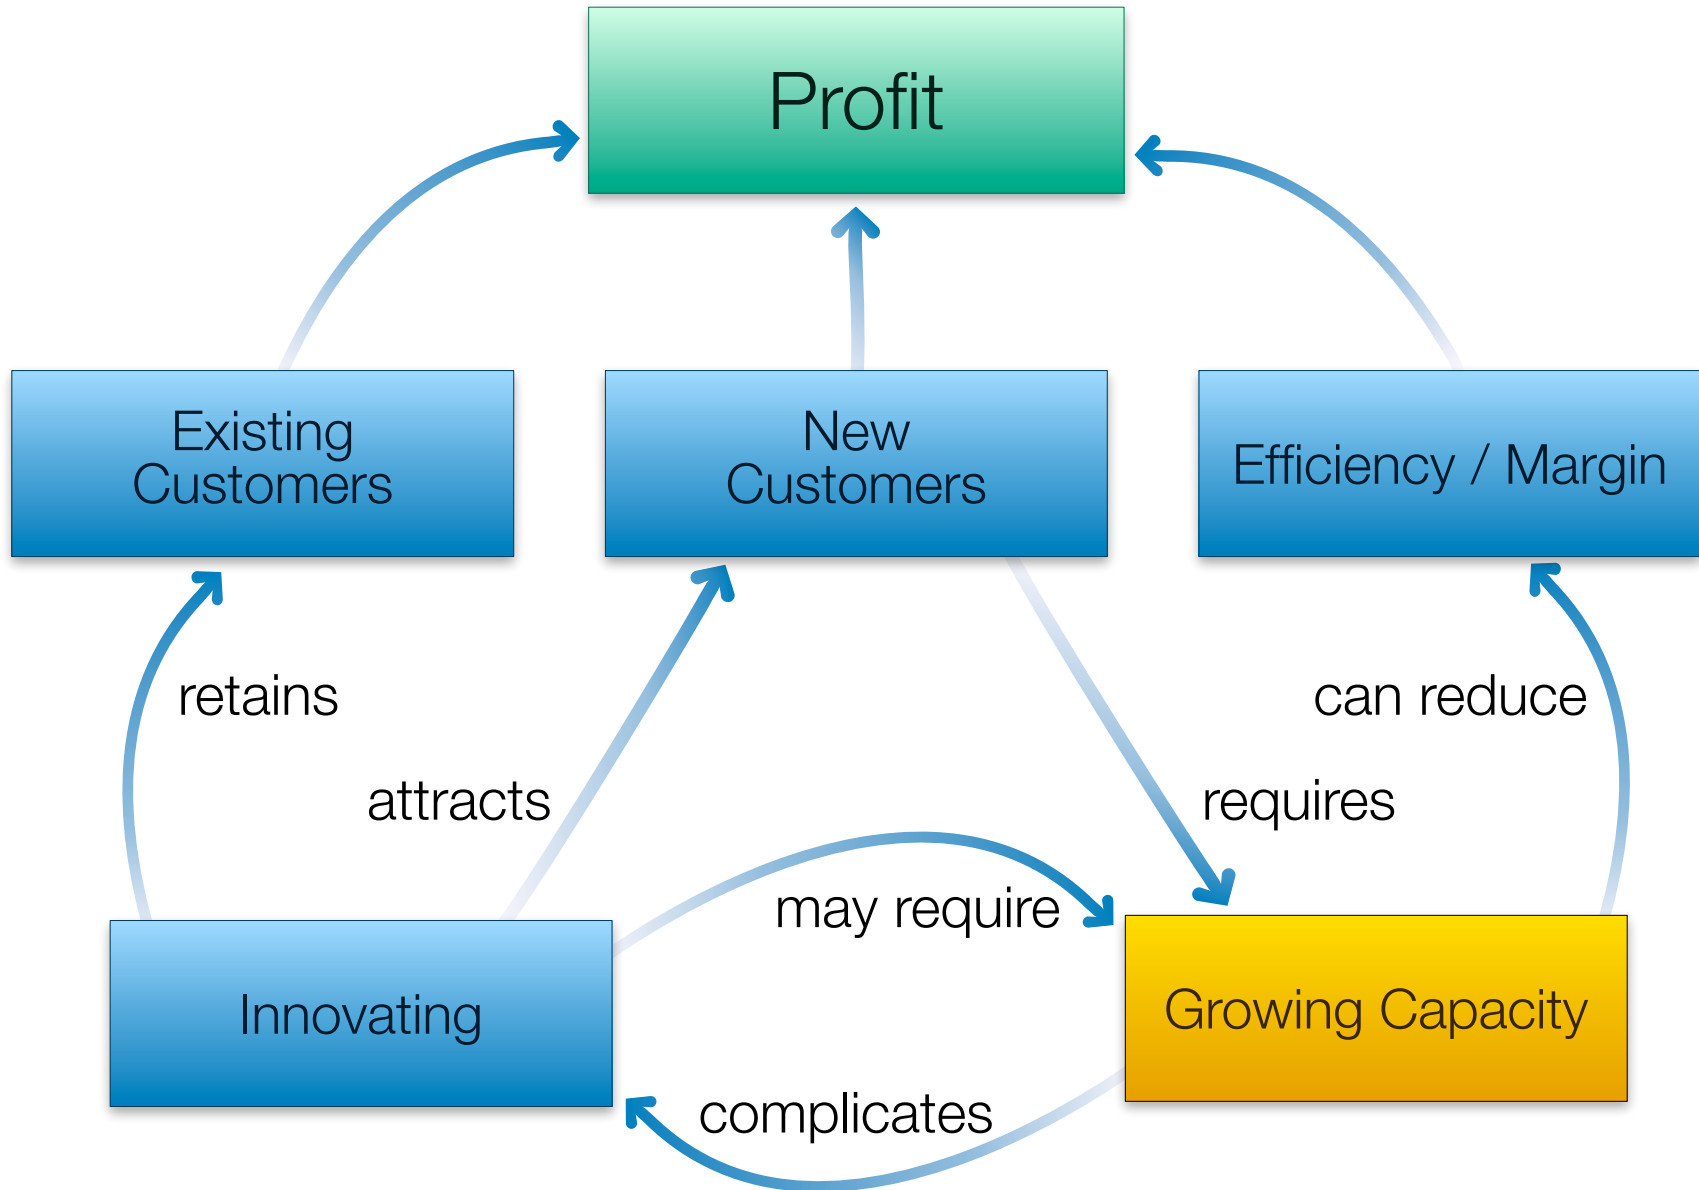 Profit
Existing
Customers
New
Customers
Efficiency / Margin
retains
can reduce
attracts
requires
may require
Innovating
Growing Capacity
complicates